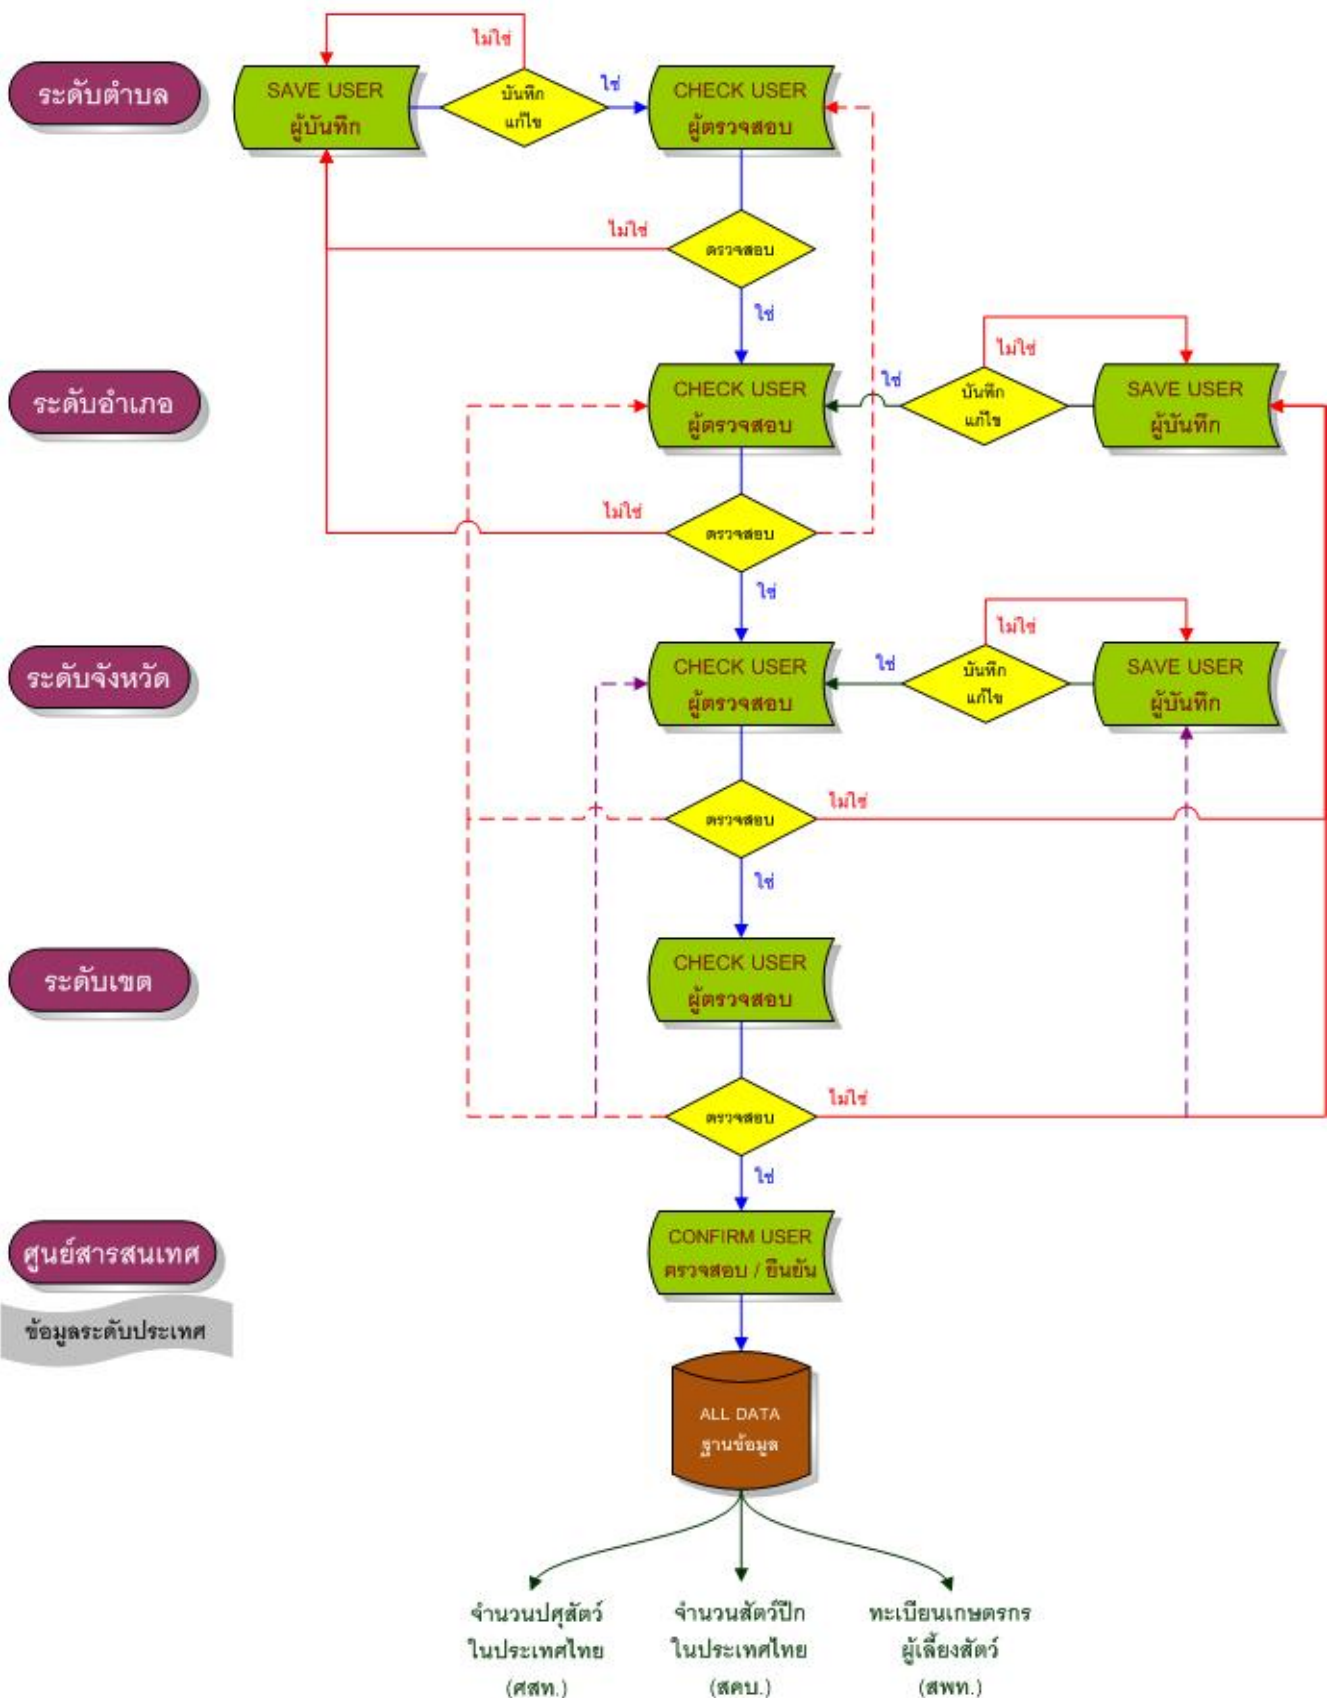 ไม่ใช่
ระดับตำบล
SAVE USER
ผู้บันทึก
บันทึก
แก้ไข
ใช่
CHECK USER
ผู้ตรวจสอบ
ไม่ใช่
ตรวจสอบ
ใช่
ระดับอำเภอ
CHECK USER
ผู้ตรวจสอบ
ใช่
บันทึก
แก้ไข
ไม่ใช่
SAVE USER
ผู้บันทึก
ไม่ใช่
ตรวจสอบ
ใช่
ระดับจังหวัด
CHECK USER
ผู้ตรวจสอบ
ใช่
บันทึก
แก้ไข
ไม่ใช่
SAVE USER
ผู้บันทึก
ตรวจสอบ
ไม่ใช่
ใช่
ระดับเขต
CHECK USER
ผู้ตรวจสอบ
ตรวจสอบ
ไม่ใช่
ใช่
ศูนย์สารสนเทศ
ข้อมูลระดับประเทศ
CONFIRM USER
ตรวจสอบ / ยืนยัน
ALL DATA
ฐานข้อมูล
จำนวนปศุสัตว์
ในประเทศไทย
(ศสท.)
จำนวนสัตว์ปีก
ในประเทศไทย
(สคบ.)
ทะเบียนเกษตรกร
ผู้เลี้ยงสัตว์
(สพท.)